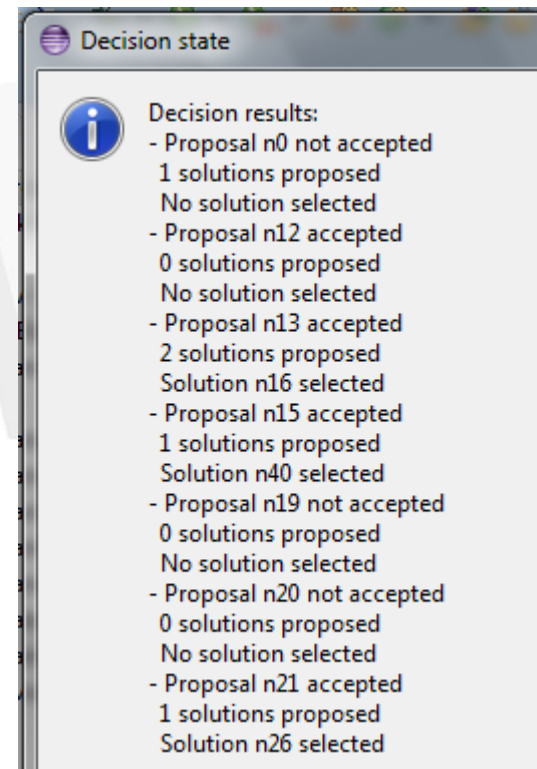 Decision state
Decision results:
- Proposal n0 not accepted
1 solutions proposed
No solution selected
- Proposal n12 accepted
0 solutions proposed
No solution selected
- Proposal n13 accepted
2 solutions proposed
Solution n16 selected
- Proposal n15 accepted
1 solutions proposed
Solution n40 selected
- Proposal n19 not accepted
0 solutions proposed
No solution selected
- Proposal n20 not accepted
0 solutions proposed
No solution selected
- Proposal n21 accepted
1 solutions proposed
Solution n26 selected